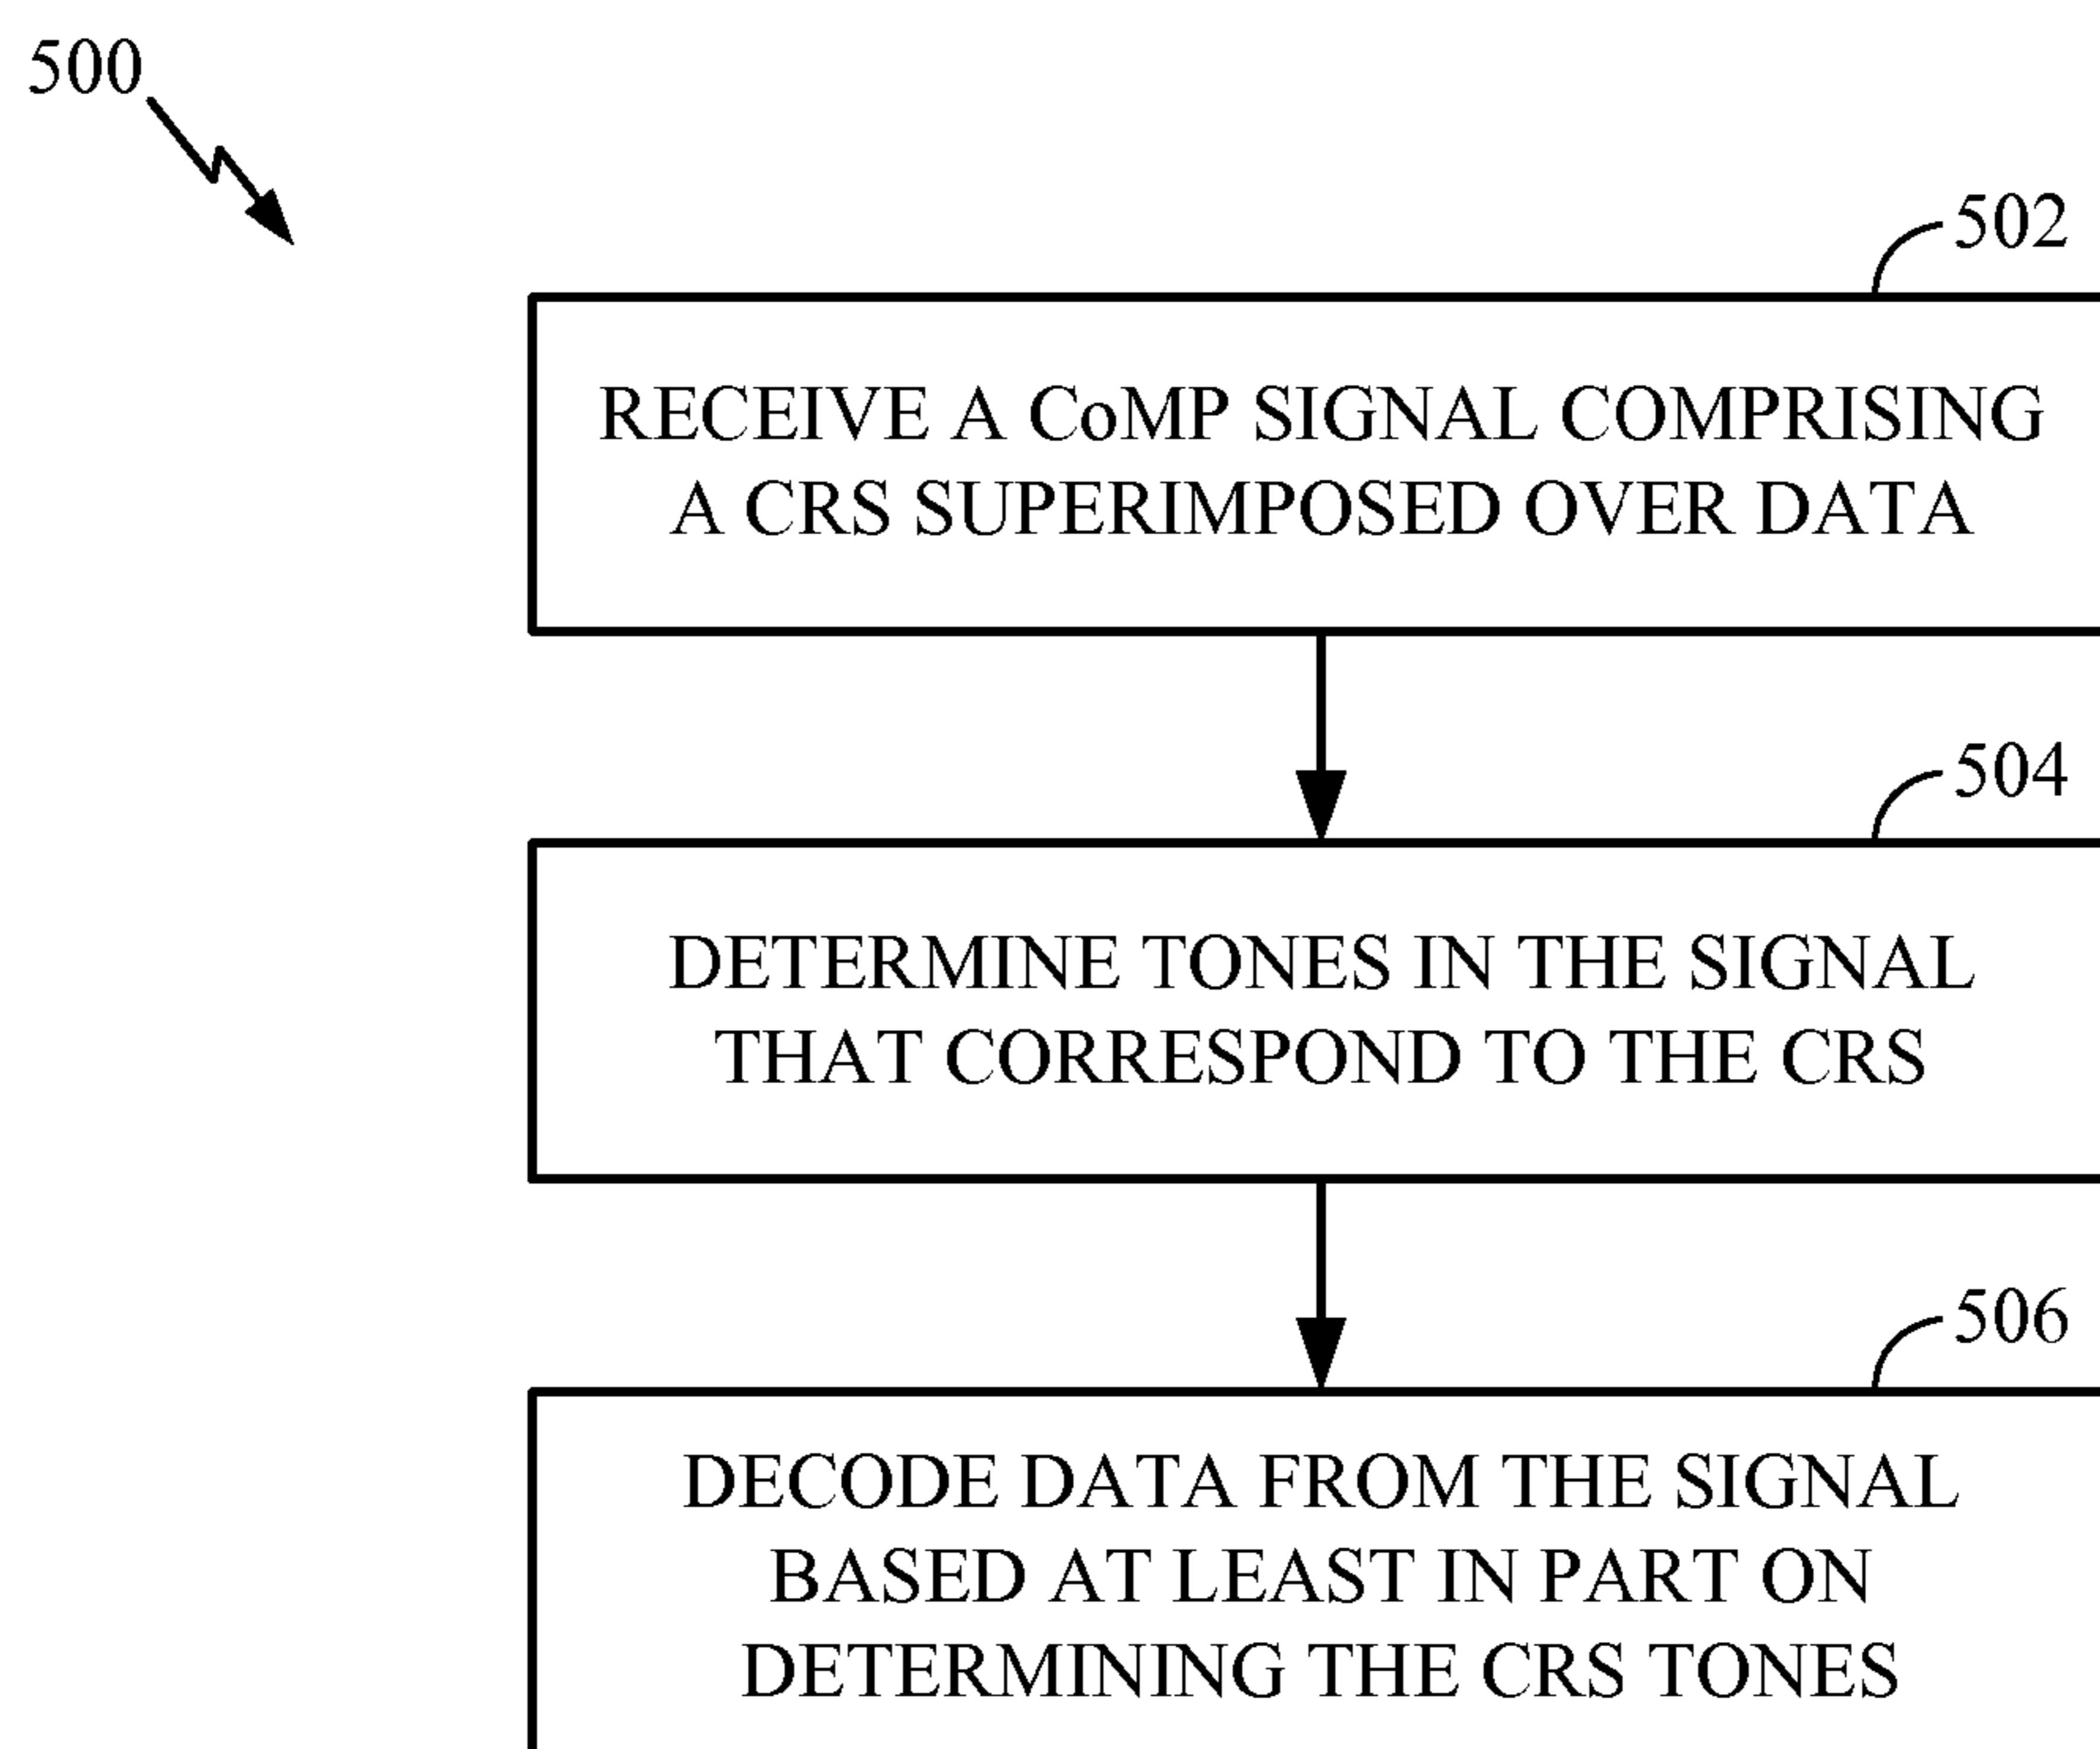 500
502
RECEIVE A CoMP SIGNAL COMPRISING
A CRS SUPERIMPOSED OVER DATA
504
DETERMINE TONES IN THE SIGNAL
THAT CORRESPOND TO THE CRS
506
DECODE DATA FROM THE SIGNAL
BASED AT LEAST IN PART ON
DETERMINING THE CRS TONES